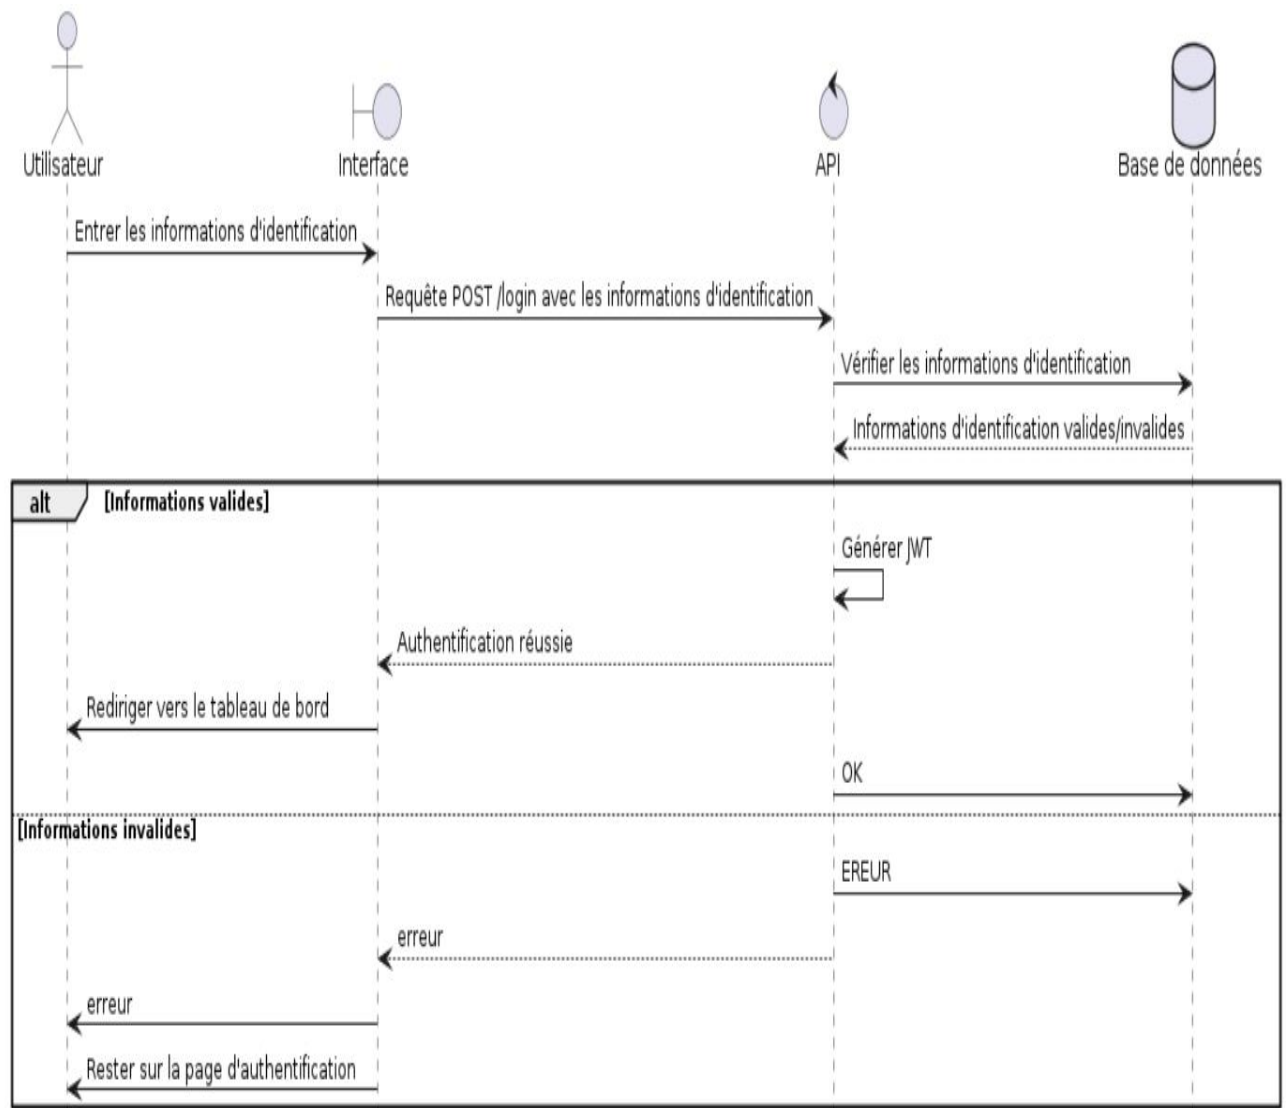 Utilisateur
Interface
API
Base de données
Entrer les informations d'identification
Requête POST /login avec les informations d'identification
Vérifier les informations d'identification
Informations d'identification valides/invalides
alt
[Informations valides]
Générer JWT
Authentification réussie
Rediriger vers le tableau de bord
OK
[Informations invalides]
EREUR
erreur
erreur
Rester sur la page d'authentification